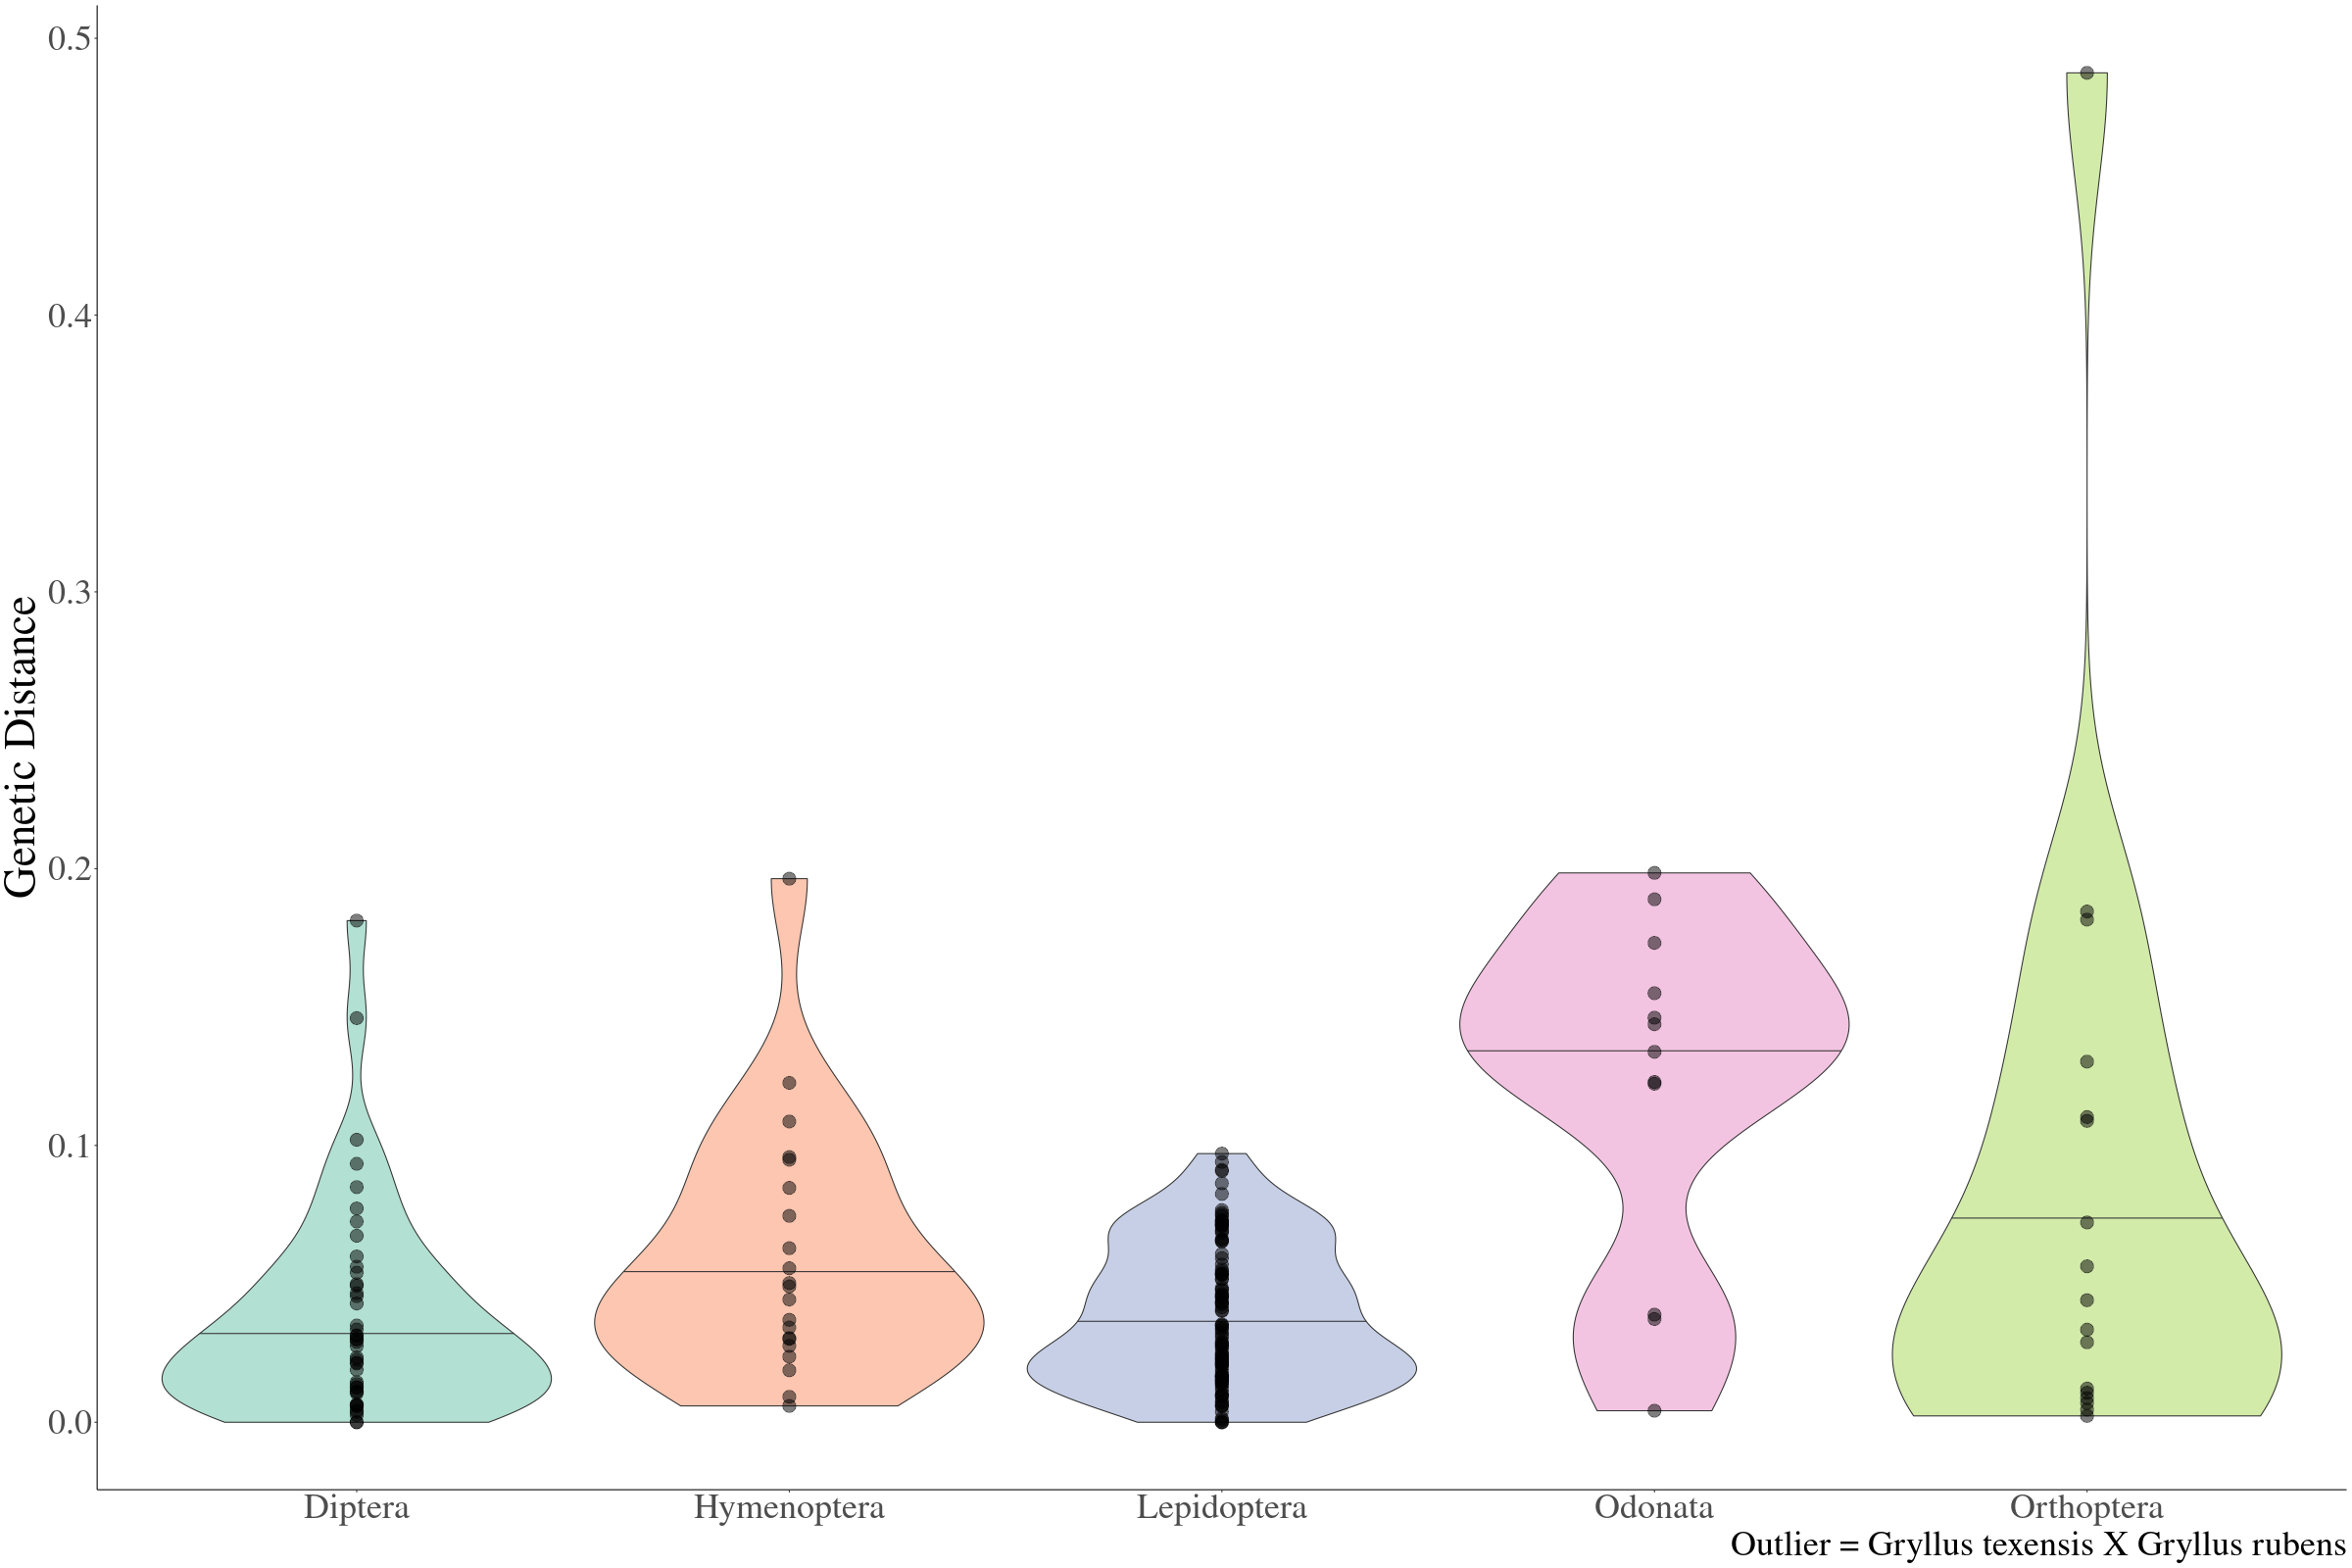 Genetic Distance
0.5
0.4
0.3
0.2
0.1
0.0
Diptera
Hymenoptera
Lepidoptera
Odonata
Orthoptera
Outlier = Gryllus texensis X Gryllus rubens